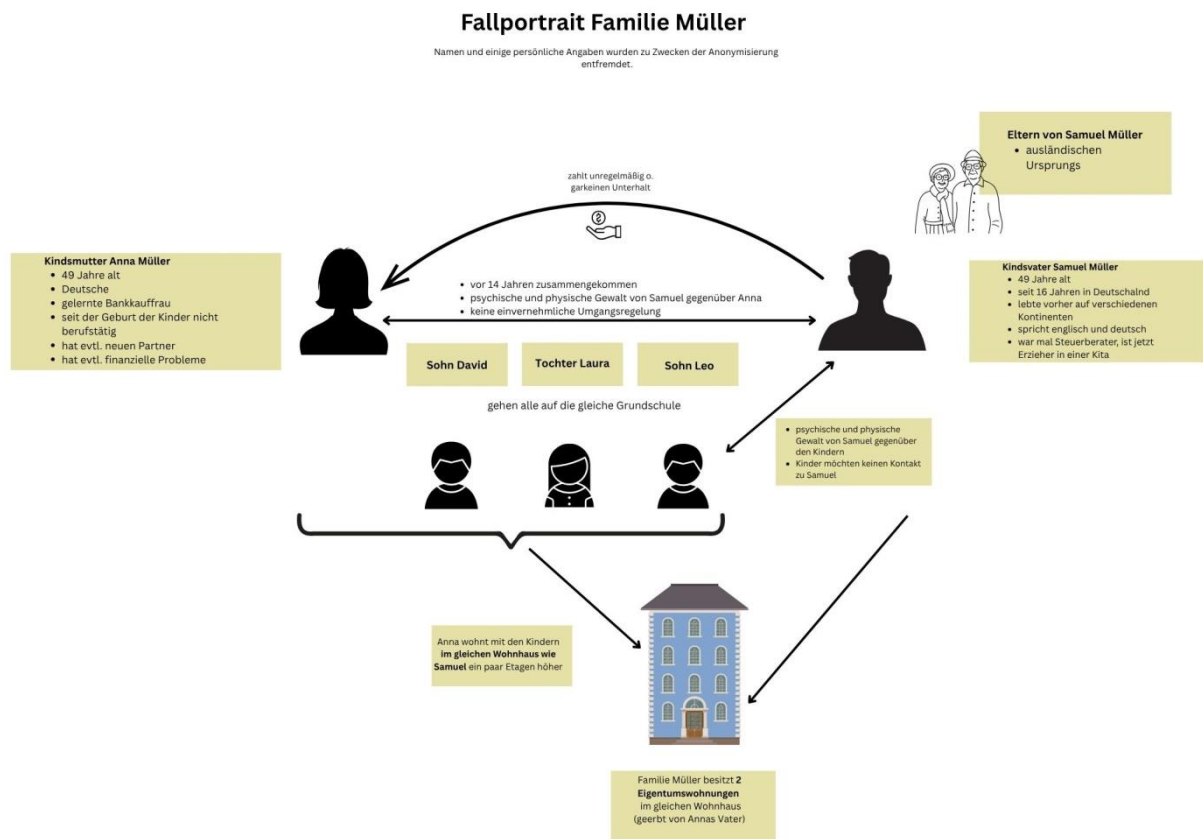 Fallportrait Familie Müller
Namen und einige persönliche Angaben wurden zu Zwecken der Anonymisierung
entfremdet.
Eltern von Samuel Müller
• ausländischen
Ursprungs
zahlt unregelmäßig o.
garkeinen Unterhalt
Kindsmutter Anna Müller
• 49 Jahre alt
• Deutsche
• gelernte Bankkauffrau
• seit der Geburt der Kinder nicht
berufstätig
• hat evtl. neuen Partner
• hat evtl. finanzielle Probleme
• vor 14 Jahren zusammengekommen
• psychische und physische Gewalt von Samuel gegenüber Anna
• keine einvernehmliche Umgangsregelung
Kindsvater Samuel Müller
• 49 Jahre alt
• seit 16 Jahren in Deutschalnd
• lebte vorher auf verschiedenen
Kontinenten
• spricht englisch und deutsch
• war mal Steuerberater, ist jetzt
Erzieher in einer Kita
Sohn David
Tochter Laura
Sohn Leo
gehen alle auf die gleiche Grundschule
• psychische und physische
Gewalt von Samuel gegenüber
den Kindern
• Kinder möchten keinen Kontakt
zu Samuel
Anna wohnt mit den Kindern
im gleichen Wohnhaus wie
Samuel ein paar Etagen höher
Familie Müller besitzt 2
Eigentumswohnungen
im gleichen Wohnhaus
(geerbt von Annas Vater)